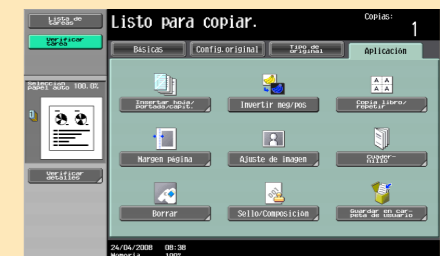 Lista de
tareas
Verificar
tarea
Listo para copiar.
Copias:
1
Básicas
Config.original
Tipo de
original
Aplicación
Selección
papel auto 100.0%
Insertar hoja/
portada/capít.
Invertir neg/pos
Copia libro/
repetir
Margen página
Ajuste de imagen
Cuader-
nillo
Verificar
detalles
Borrar
Sello/Composición
Guardar en car-
peta de usuario
24/04/2008 08:38
Memoria 100%